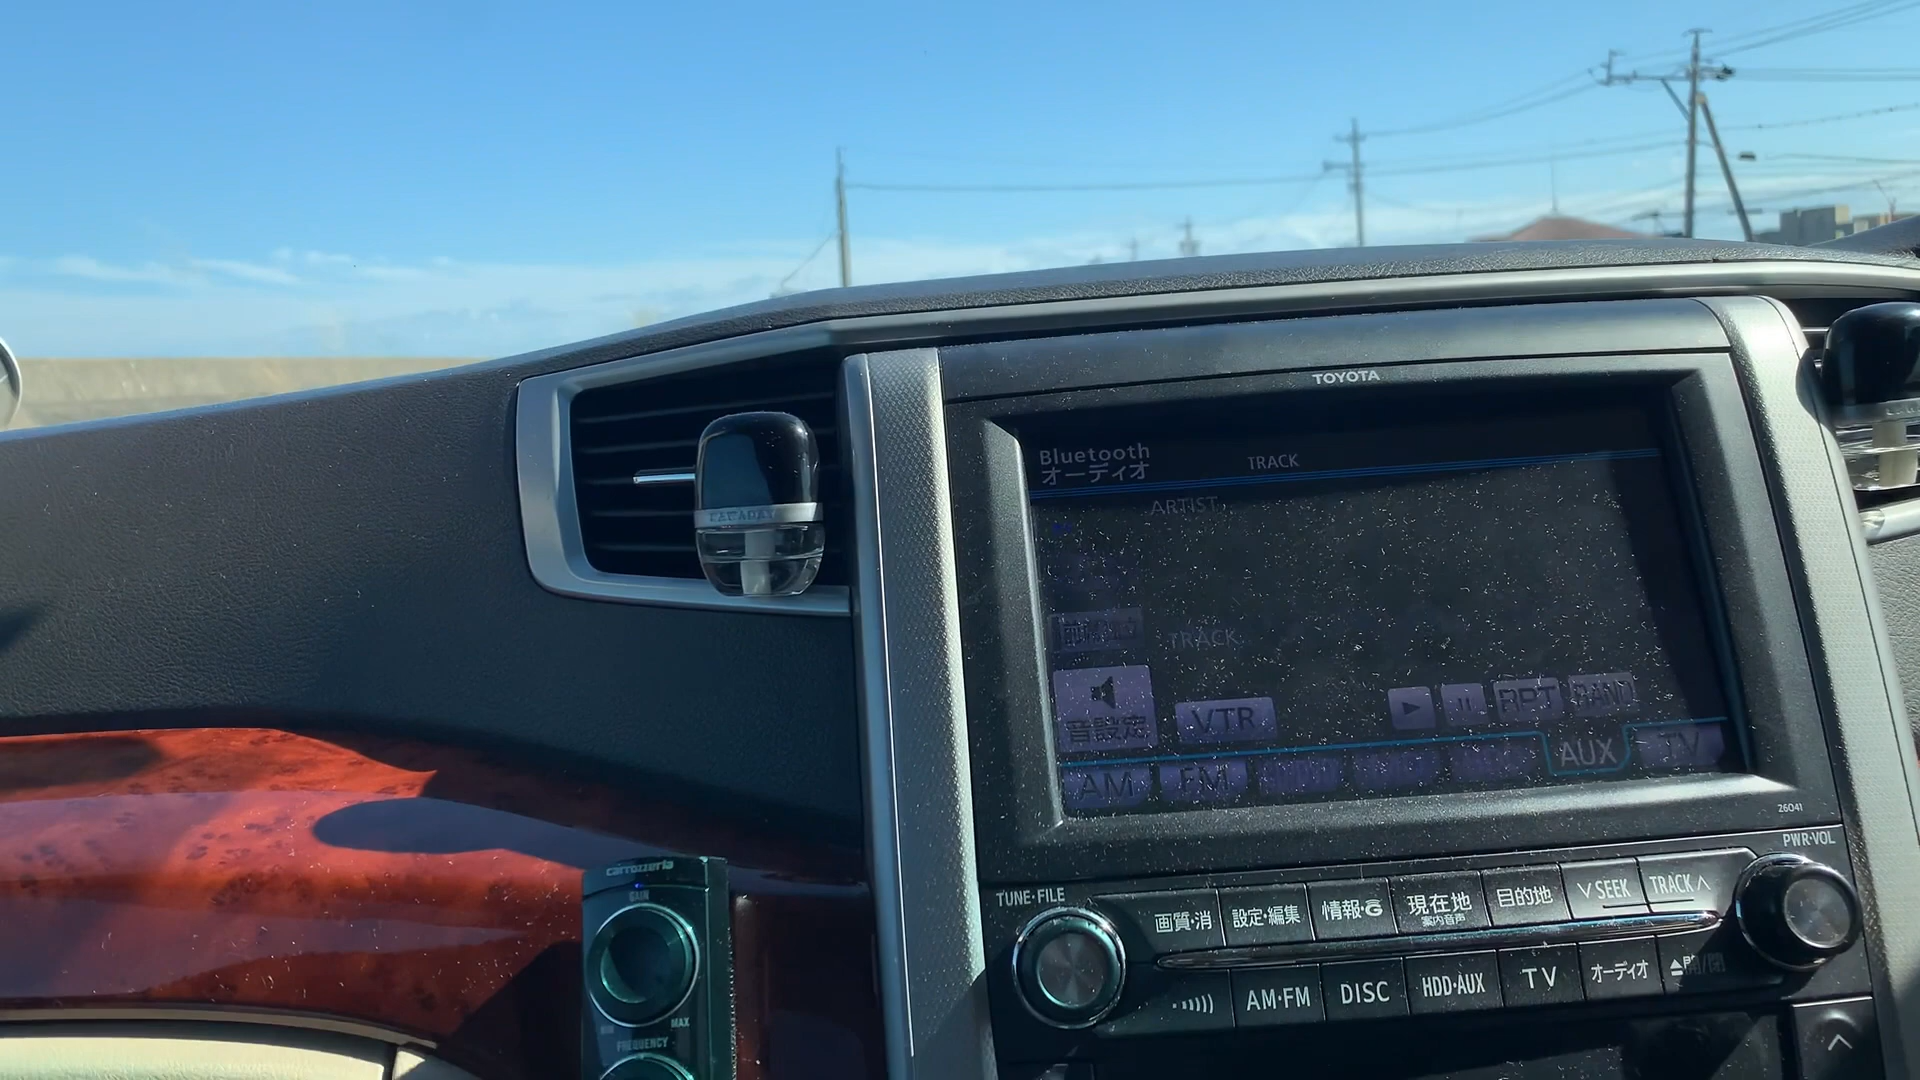 TOYOTA
Bluetooth
オーディオ
TRACK
ARTIST
TRACK
音設定
VTR
RPT
BAND
AM
FM
AUX
TV
26041
PWR·VOL
TUNE·FILE
画質·消
設定·編集
情報·G
現在地
案内音声
目的地
∨ SEEK
TRACK ∧
AM·FM
DISC
HDD·AUX
TV
オーディオ
carrozzeria
GAIN
MIN
MAX
FREQUENCY